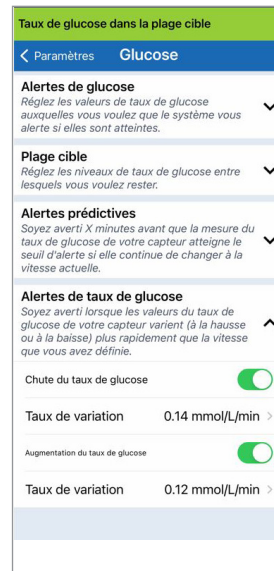 Taux de glucose dans la plage cible
Paramètres Glucose
Alertes de glucose
Réglez les valeurs de taux de glucose
auxquelles vous voulez que le système vous
alerte si elles sont atteintes.
Plage cible
Réglez les niveaux de taux de glucose entre
lesquels vous voulez rester.
Alertes prédictives
Soyez averti X minutes avant que la mesure du
taux de glucose de votre capteur atteigne le
seuil d'alerte si elle continue de changer à la
vitesse actuelle.
Alertes de taux de glucose
Soyez averti lorsque les valeurs du taux de
glucose de votre capteur varient (à la hausse
ou à la baisse) plus rapidement que la vitesse
que vous avez définie.
Chute du taux de glucose
Taux de variation 0.14 mmol/L/min
Augmentation du taux de glucose
Taux de variation 0.12 mmol/L/min